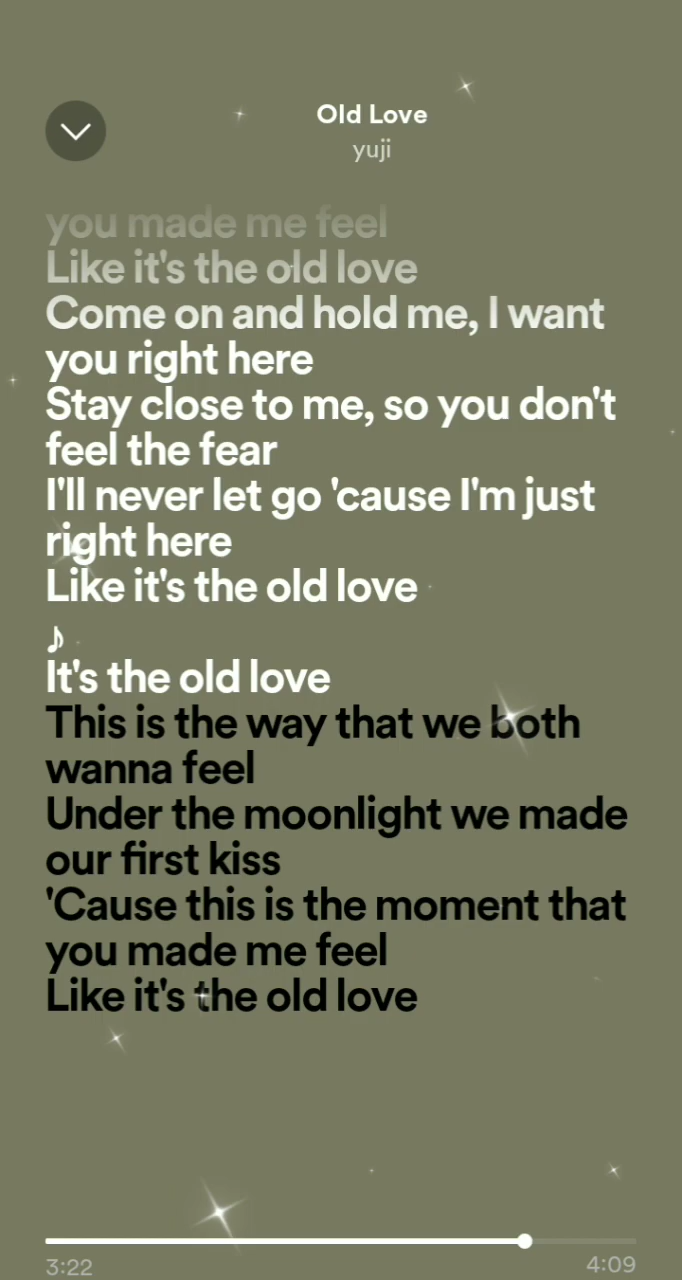 Old Love
yuji
you made me feel
Like it's the old love
Come on and hold me, I want
you right here
Stay close to me, so you don't
feel the fear
I'll never let go 'cause I'm just
right here
Like it's the old love
♪
It's the old love
This is the way that we both
wanna feel
Under the moonlight we made
our first kiss
'Cause this is the moment that
you made me feel
Like it's the old love
3:22
4:09